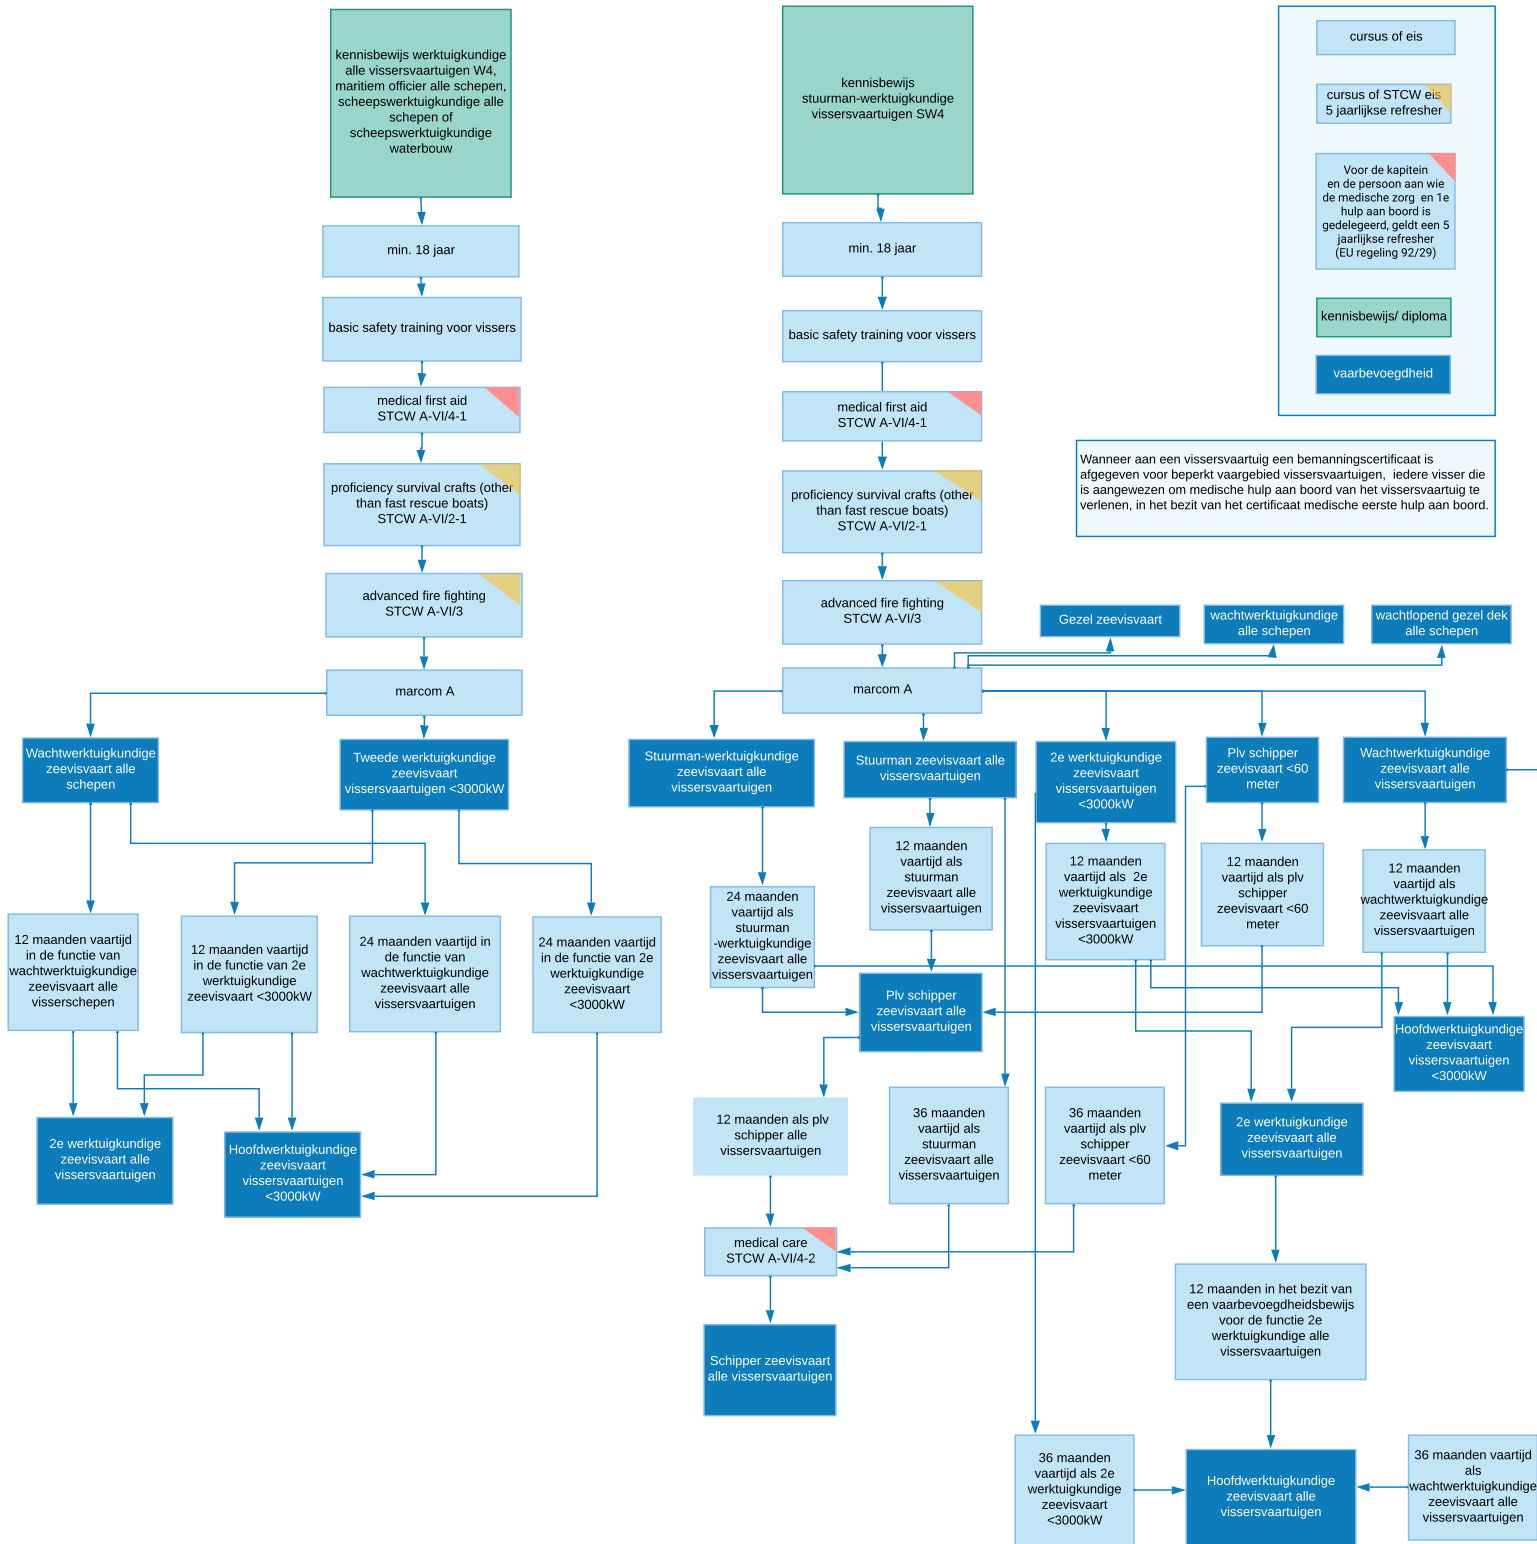 kennisbewijs werktuigkundige
alle vissersvaartuigen W4,
maritiem officier alle schepen,
scheepswerktuigkundige alle
schepen of
scheepswerktuigkundige
waterbouw
min. 18 jaar
basic safety training voor vissers
medical first aid
STCW A-VI/4-1
proficiency survival crafts (other
than fast rescue boats)
STCW A-VI/2-1
advanced fire fighting
STCW A-VI/3
marcom A
Wachtwerktuigkundige
zeevisvaart alle
schepen
Tweede werktuigkundige
zeevisvaart
vissersvaartuigen <3000kW
12 maanden vaartijd
in de functie van
wachtwerktuigkundige
zeevisvaart alle
visserschepen
12 maanden vaartijd
in de functie van 2e
werktuigkundige
zeevisvaart <3000kW
24 maanden vaartijd in
de functie van
wachtwerktuigkundige
zeevisvaart alle
vissersvaartuigen
24 maanden vaartijd
in de functie van 2e
werktuigkundige
zeevisvaart
<3000kW
2e werktuigkundige
zeevisvaart alle
vissersvaartuigen
Hoofdwerktuigkundige
zeevisvaart
vissersvaartuigen
<3000kW
kennisbewijs
stuurman-werktuigkundige
vissersvaartuigen SW4
min. 18 jaar
basic safety training voor vissers
medical first aid
STCW A-VI/4-1
proficiency survival crafts (other
than fast rescue boats)
STCW A-VI/2-1
advanced fire fighting
STCW A-VI/3
marcom A
Gezel zeevisvaart
wachtwerktuigkundige
alle schepen
wachtlopend gezel dek
alle schepen
Stuurman-werktuigkundige
zeevisvaart alle
vissersvaartuigen
Stuurman zeevisvaart alle
vissersvaartuigen
2e werktuigkundige
zeevisvaart
vissersvaartuigen
<3000kW
Plv schipper
zeevisvaart <60
meter
Wachtwerktuigkundige
zeevisvaart alle
vissersvaartuigen
24 maanden
vaartijd als
stuurman
-werktuigkundige
zeevisvaart alle
vissersvaartuigen
12 maanden
vaartijd als
stuurman
zeevisvaart alle
vissersvaartuigen
12 maanden
vaartijd als 2e
werktuigkundige
zeevisvaart
vissersvaartuigen
<3000kW
12 maanden
vaartijd als plv
schipper
zeevisvaart <60
meter
12 maanden
vaartijd als
wachtwerktuigkundige
zeevisvaart alle
vissersvaartuigen
Plv schipper
zeevisvaart alle
vissersvaartuigen
Hoofdwerktuigkundige
zeevisvaart
vissersvaartuigen
<3000kW
12 maanden als plv
schipper alle
vissersvaartuigen
36 maanden
vaartijd als
stuurman
zeevisvaart alle
vissersvaartuigen
36 maanden
vaartijd als plv
schipper
zeevisvaart <60
meter
2e werktuigkundige
zeevisvaart alle
vissersvaartuigen
medical care
STCW A-VI/4-2
Schipper zeevisvaart
alle vissersvaartuigen
12 maanden in het bezit van
een vaarbevoegdheidsbewijs
voor de functie 2e
werktuigkundige alle
vissersvaartuigen
36 maanden
vaartijd als 2e
werktuigkundige
zeevisvaart
<3000kW
Hoofdwerktuigkundige
zeevisvaart alle
vissersvaartuigen
36 maanden vaartijd
als
wachtwerktuigkundige
zeevisvaart alle
vissersvaartuigen
cursus of eis
cursus of STCW eis
5 jaarlijkse refresher
Voor de kapitein
en de persoon aan wie
de medische zorg en 1e
hulp aan boord is
gedelegeerd, geldt een 5
jaarlijkse refresher
(EU regeling 92/29)
kennisbewijs/ diploma
vaarbevoegdheid
Wanneer aan een vissersvaartuig een bemanningscertificaat is
afgegeven voor beperkt vaargebied vissersvaartuigen, iedere visser die
is aangewezen om medische hulp aan boord van het vissersvaartuig te
verlenen, in het bezit van het certificaat medische eerste hulp aan boord.